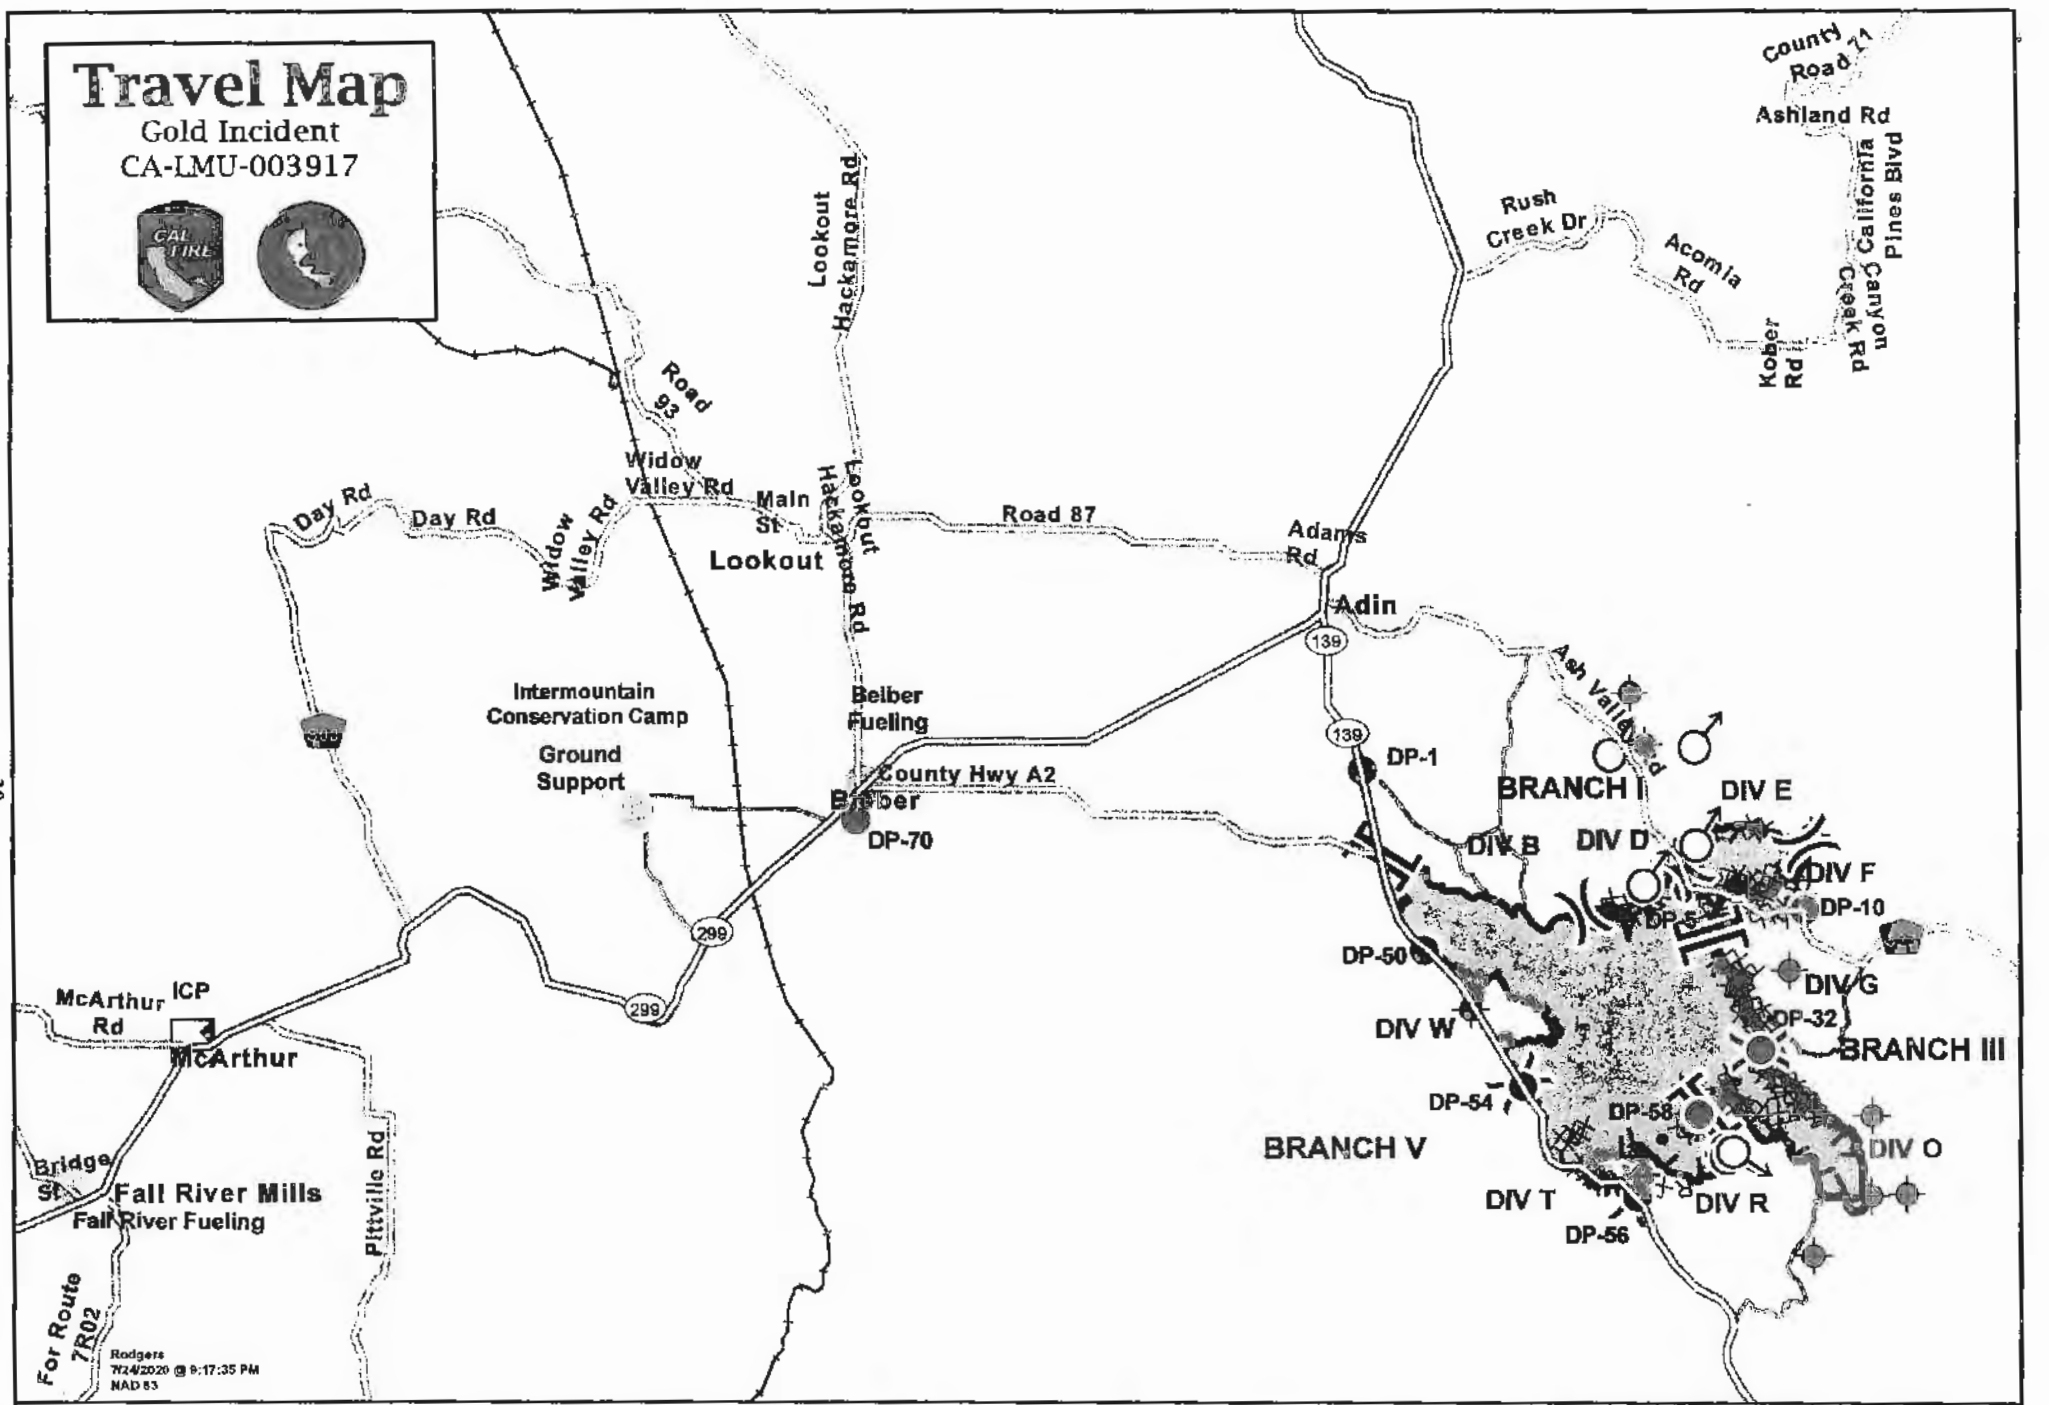 Travel Map
Gold Incident
CA-LMU-003917
CAL
FIRE
County
Road 71
Ashland Rd
California
Pines Blvd
Canyon
Creek Rd
Rush
Creek Dr
Acomla
Rd
Kober
Rd
Lookout
Hackamore Rd
Road
93
Widow
Valley Rd
Main
St
Lookout
Hackamore Rd
Day Rd
Day Rd
Widow
Valley Rd
Lookout
Road 87
Adams
Rd
Adin
139
Ash Valley Rd
Intermountain
Conservation Camp
Ground
Support
Beiber
Fueling
County Hwy A2
DP-70
139
DP-1
BRANCH I
DIV E
DIV B
DIV D
DIV F
DP-10
DP-5
299
DP-50
DIV G
McArthur
Rd
ICP
299
DIV W
DP-32
McArthur
BRANCH III
DP-54
DP-58
BRANCH V
DIV O
Pittville Rd
Bridge
St
Fall River Mills
Fall River Fueling
DIV T
DIV R
DP-56
For Route
7R02
Rodgers
7/24/2020 @ 9:17:35 PM
NAD 83